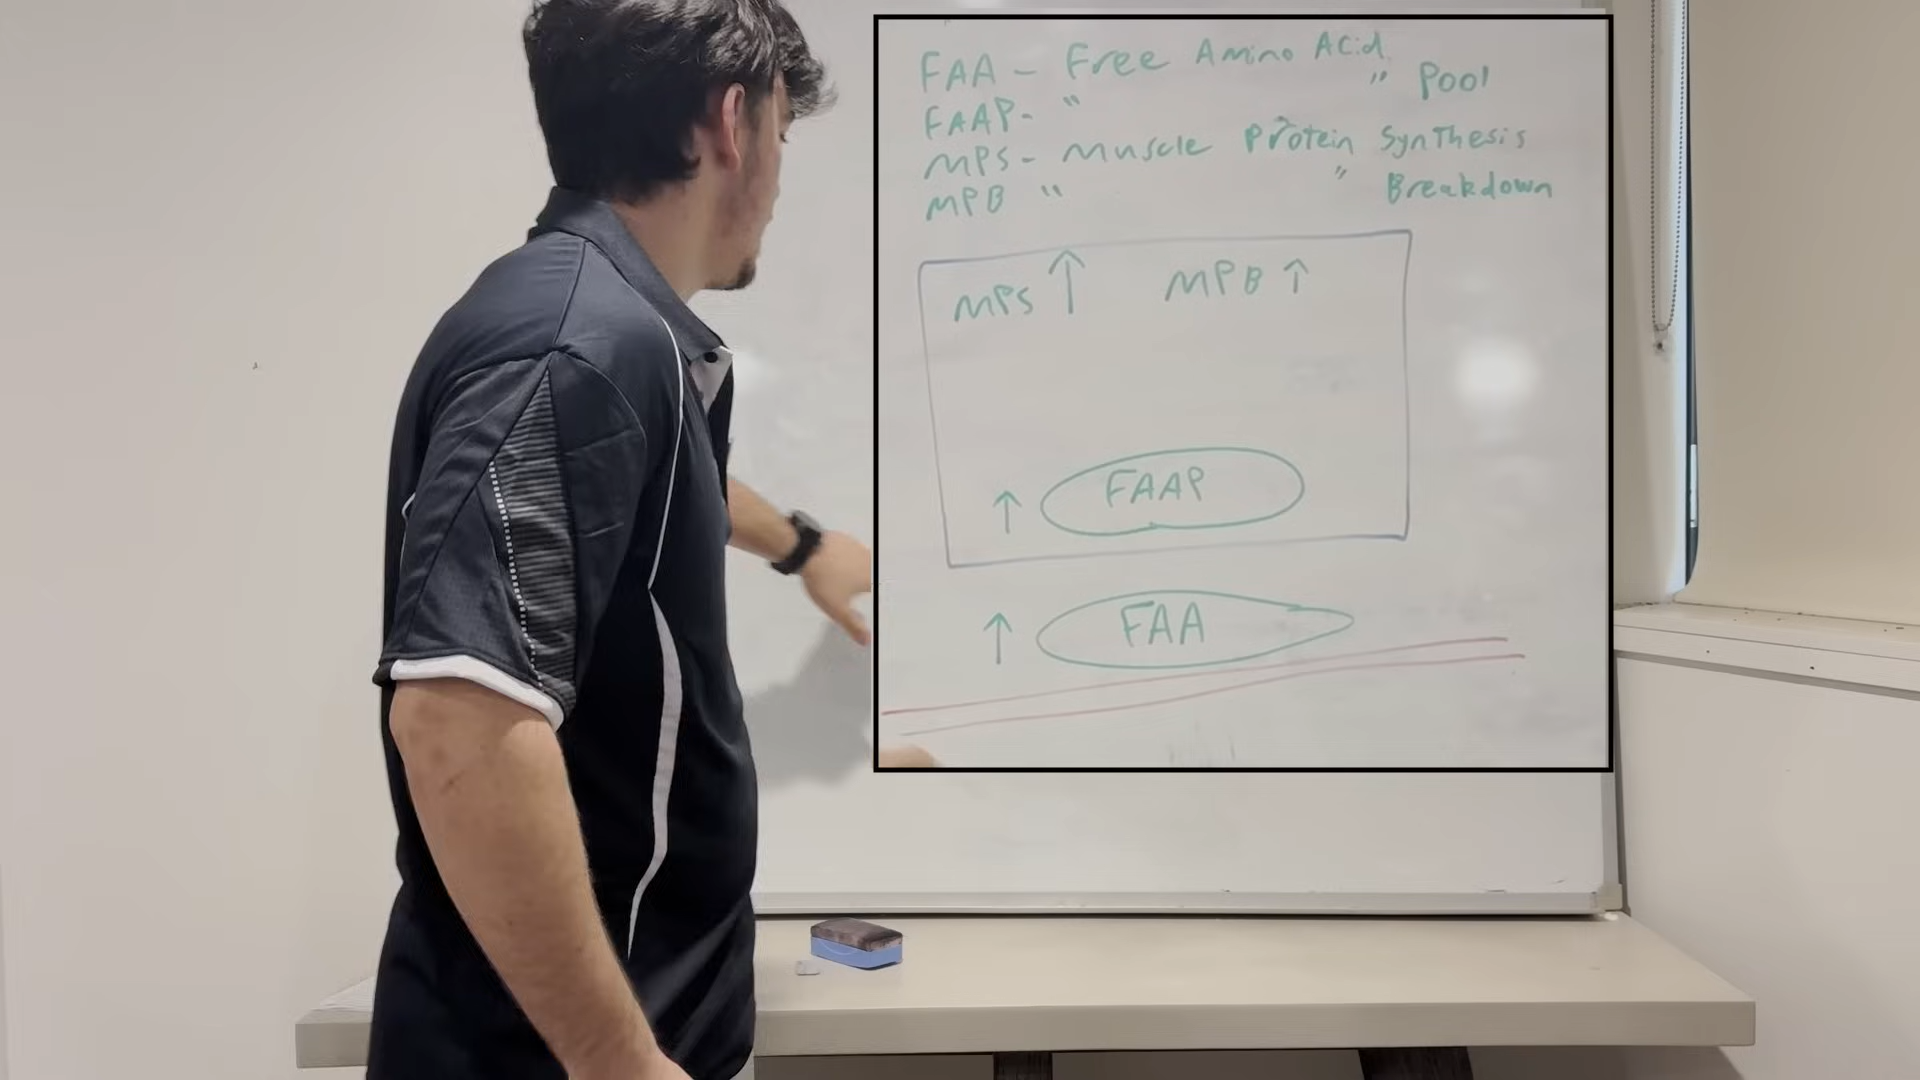 FAA - Free Amino Acid
FAAP- " " Pool
MPS- Muscle Protein Synthesis
MPB " " Breakdown
MPS ↑ MPB ↑
↑ FAAP
↑ FAA